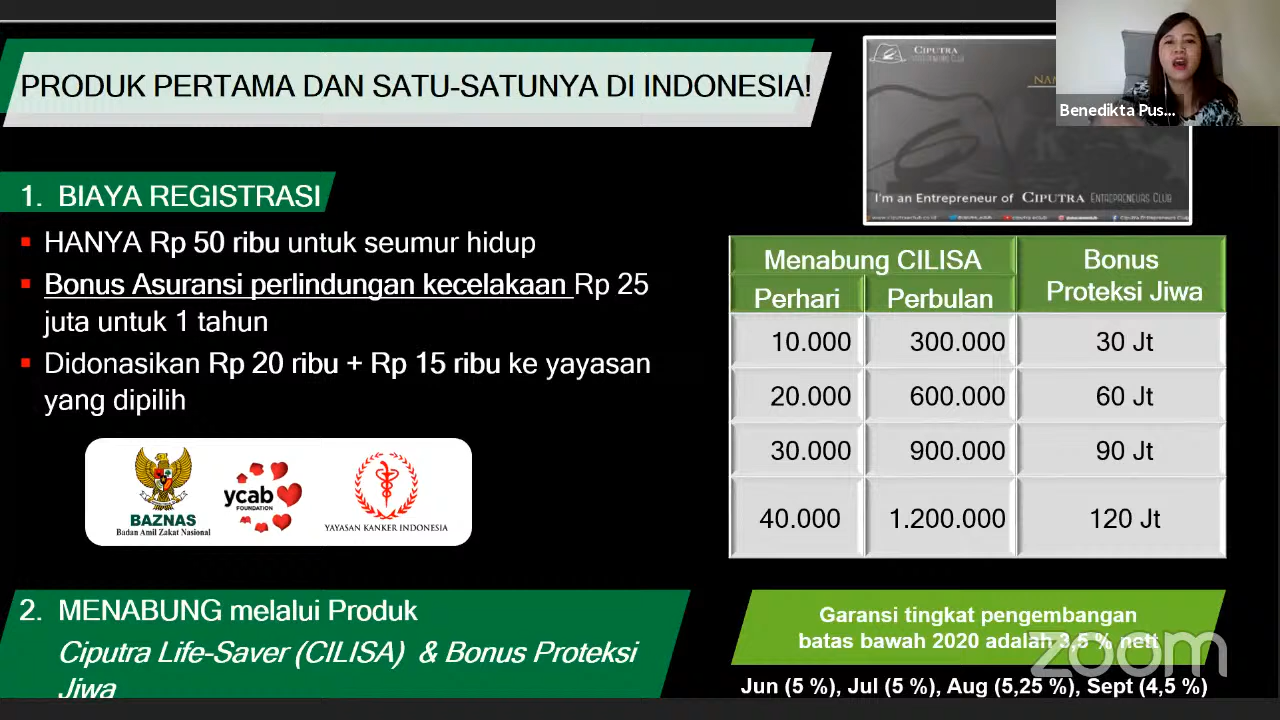 PRODUK PERTAMA DAN SATU-SATUNYA DI INDONESIA!
CIPUTRA
ENTREPRENEURS CLUB
Benedikta Pus...
I'm an Entrepreneur of CIPUTRA ENTREPRENEURS CLUB
1. BIAYA REGISTRASI
HANYA Rp 50 ribu untuk seumur hidup
Bonus Asuransi perlindungan kecelakaan Rp 25
juta untuk 1 tahun
Didonasikan Rp 20 ribu + Rp 15 ribu ke yayasan
yang dipilih
BAZNAS
Badan Amil Zakat Nasional
ycab
FOUNDATION
YAYASAN KANKER INDONESIA
2. MENABUNG melalui Produk
Ciputra Life-Saver (CILISA) & Bonus Proteksi
Jiwa
Menabung CILISA Bonus
Proteksi Jiwa
Perhari Perbulan
10.000 300.000 30 Jt
20.000 600.000 60 Jt
30.000 900.000 90 Jt
40.000 1.200.000 120 Jt
Garansi tingkat pengembangan
batas bawah 2020 adalah 3,5 % nett
zoom
Jun (5 %), Jul (5 %), Aug (5,25 %), Sept (4,5 %)